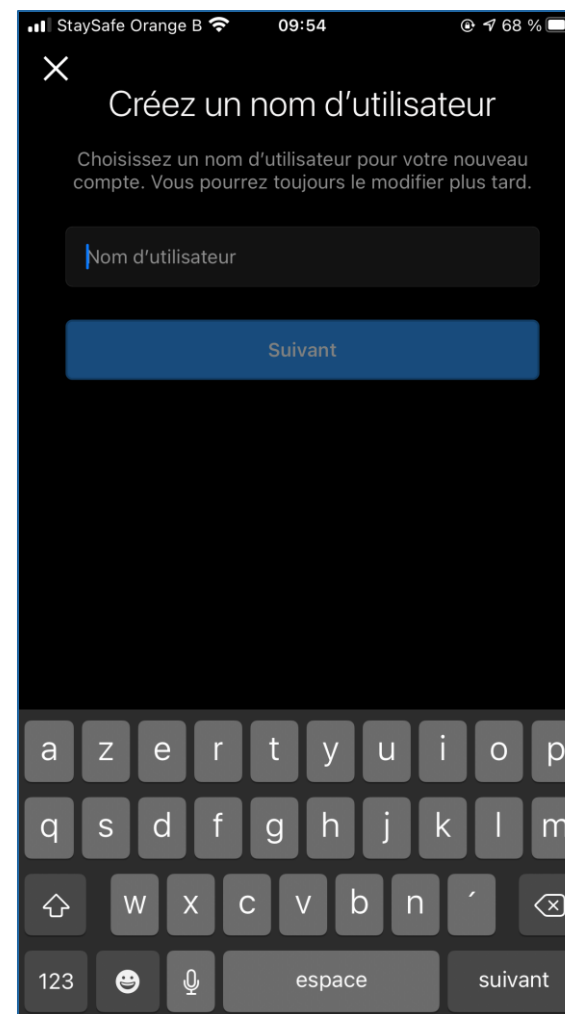 StaySafe Orange B 09:54 68 %
Créez un nom d’utilisateur
Choisissez un nom d’utilisateur pour votre nouveau
compte. Vous pourrez toujours le modifier plus tard.
Nom d’utilisateur
Suivant
a z e r t y u i o p
q s d f g h j k l m
w x c v b n ´
123 espace suivant